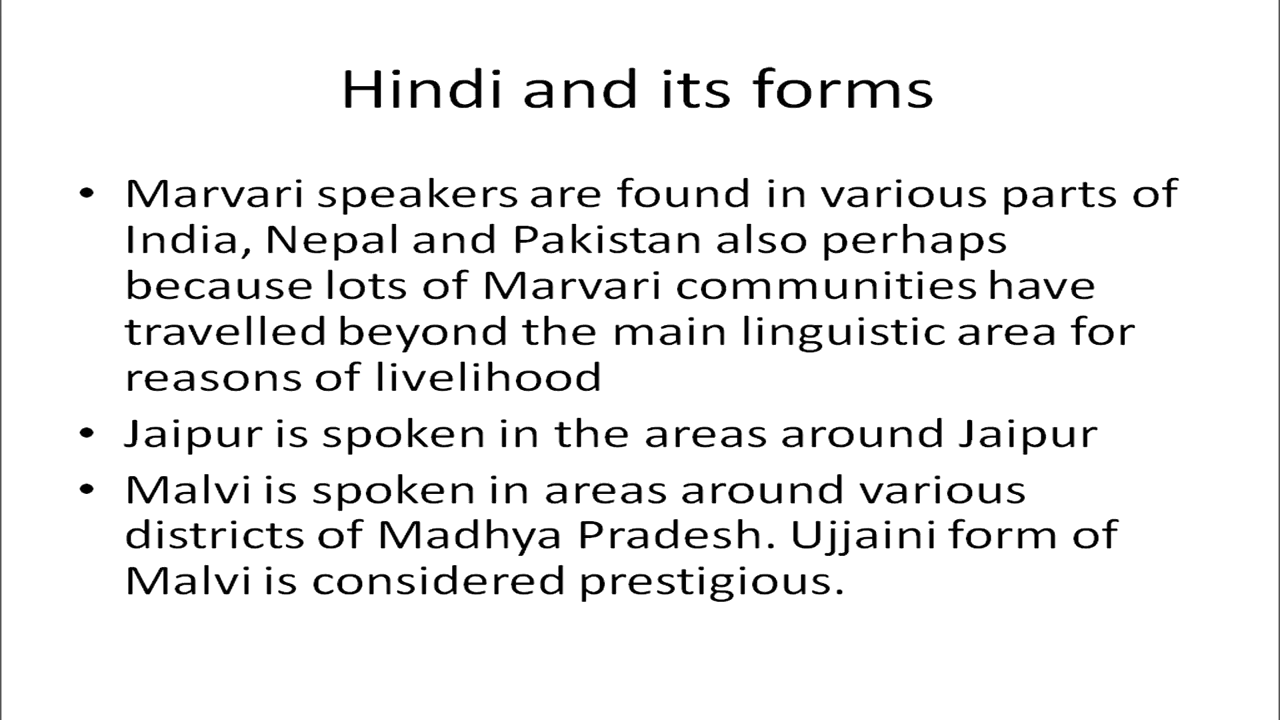 Hindi and its forms
• Marvari speakers are found in various parts of
India, Nepal and Pakistan also perhaps
because lots of Marvari communities have
travelled beyond the main linguistic area for
reasons of livelihood
• Jaipur is spoken in the areas around Jaipur
• Malvi is spoken in areas around various
districts of Madhya Pradesh. Ujjaini form of
Malvi is considered prestigious.